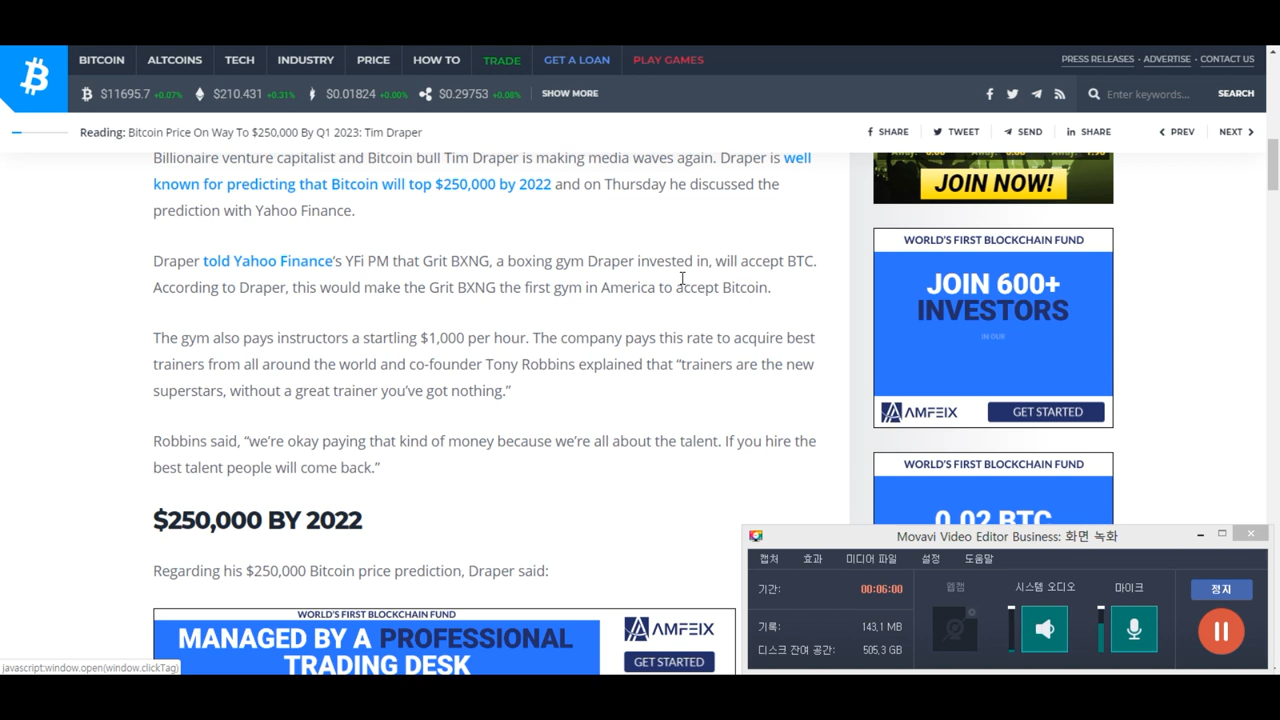 BITCOIN ALTCOINS TECH INDUSTRY PRICE HOW TO TRADE GET A LOAN PLAY GAMES PRESS RELEASES • ADVERTISE • CONTACT US
$11695.7 +0.07% $210.431 +0.31% $0.01824 +0.00% $0.29753 +0.08% SHOW MORE Enter keywords... SEARCH
Reading: Bitcoin Price On Way To $250,000 By Q1 2023: Tim Draper SHARE TWEET SEND SHARE PREV NEXT
Billionaire venture capitalist and Bitcoin bull Tim Draper is making media waves again. Draper is well
known for predicting that Bitcoin will top $250,000 by 2022 and on Thursday he discussed the
prediction with Yahoo Finance.
Draper told Yahoo Finance's YFi PM that Grit BXNG, a boxing gym Draper invested in, will accept BTC.
According to Draper, this would make the Grit BXNG the first gym in America to accept Bitcoin.
The gym also pays instructors a startling $1,000 per hour. The company pays this rate to acquire best
trainers from all around the world and co-founder Tony Robbins explained that “trainers are the new
superstars, without a great trainer you've got nothing.”
Robbins said, “we're okay paying that kind of money because we're all about the talent. If you hire the
best talent people will come back.”
$250,000 BY 2022
Regarding his $250,000 Bitcoin price prediction, Draper said:
WORLD'S FIRST BLOCKCHAIN FUND
MANAGED BY A PROFESSIONAL
TRADING DESK
AMFEIX
GET STARTED
javascript:window.open(window.clickTag)
JOIN NOW!
WORLD'S FIRST BLOCKCHAIN FUND
JOIN 600+
INVESTORS
IN OUR
AMFEIX GET STARTED
WORLD'S FIRST BLOCKCHAIN FUND
0.02 BTC
Movavi Video Editor Business: 화면 녹화
캡처 효과 미디어 파일 설정 도움말
기간: 00:06:00 웹캠 시스템 오디오 마이크 정지
기록: 143,1 MB
디스크 잔여 공간: 505,3 GB